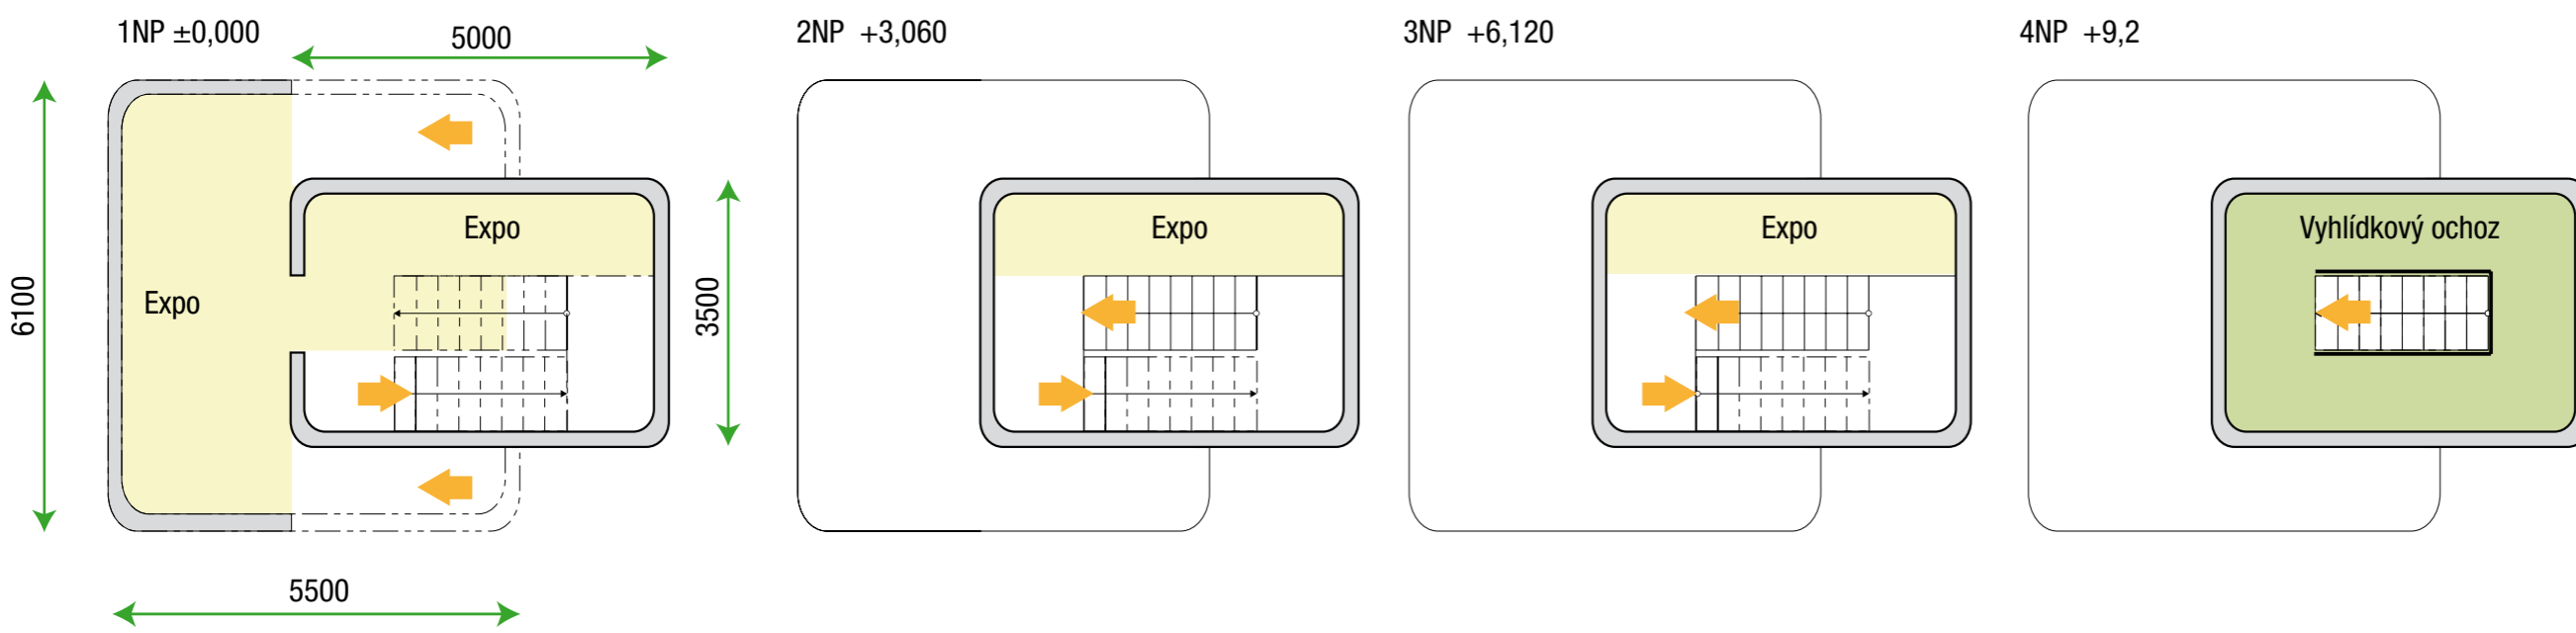 1NP ±0,000
5000
2NP +3,060
3NP +6,120
4NP +9,2
Expo
Expo
Expo
Expo
Vyhlídkový ochoz
6100
3500
5500